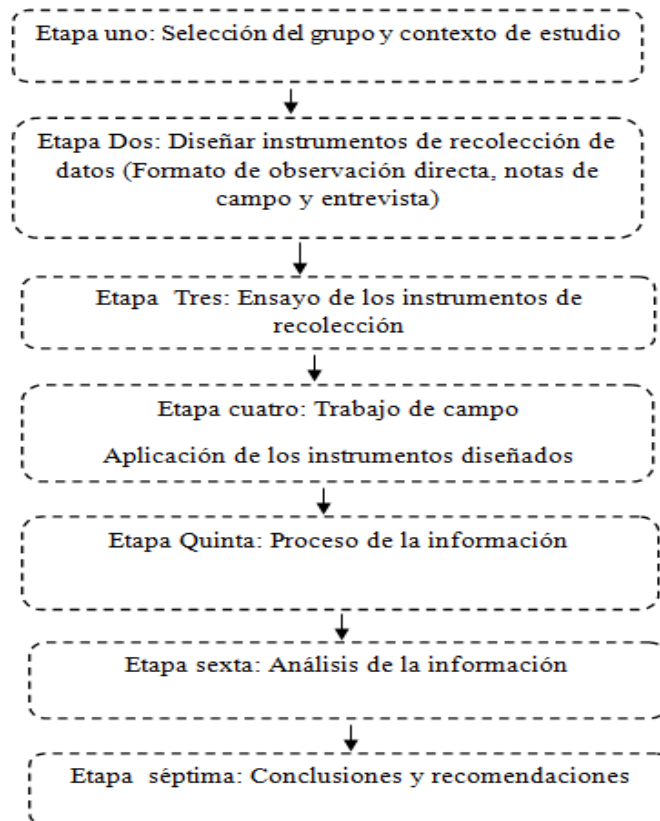 Etapa uno: Selección del grupo y contexto de estudio
Etapa Dos: Diseñar instrumentos de recolección de
datos (Formato de observación directa, notas de
campo y entrevista)
Etapa Tres: Ensayo de los instrumentos de
recolección
Etapa cuatro: Trabajo de campo
Aplicación de los instrumentos diseñados
Etapa Quinta: Proceso de la información
Etapa sexta: Análisis de la información
Etapa séptima: Conclusiones y recomendaciones